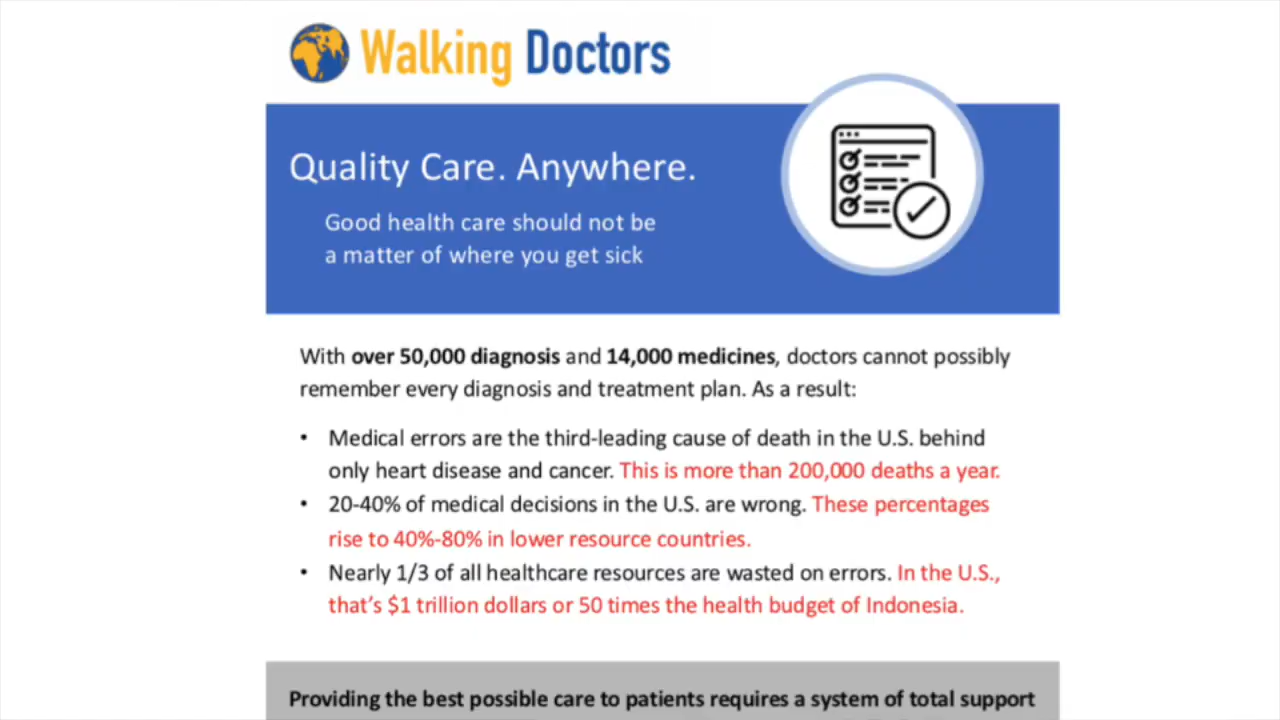 Walking Doctors
Quality Care. Anywhere.
Good health care should not be
a matter of where you get sick
With over 50,000 diagnosis and 14,000 medicines, doctors cannot possibly
remember every diagnosis and treatment plan. As a result:
• Medical errors are the third-leading cause of death in the U.S. behind
only heart disease and cancer. This is more than 200,000 deaths a year.
• 20-40% of medical decisions in the U.S. are wrong. These percentages
rise to 40%-80% in lower resource countries.
• Nearly 1/3 of all healthcare resources are wasted on errors. In the U.S.,
that’s $1 trillion dollars or 50 times the health budget of Indonesia.
Providing the best possible care to patients requires a system of total support